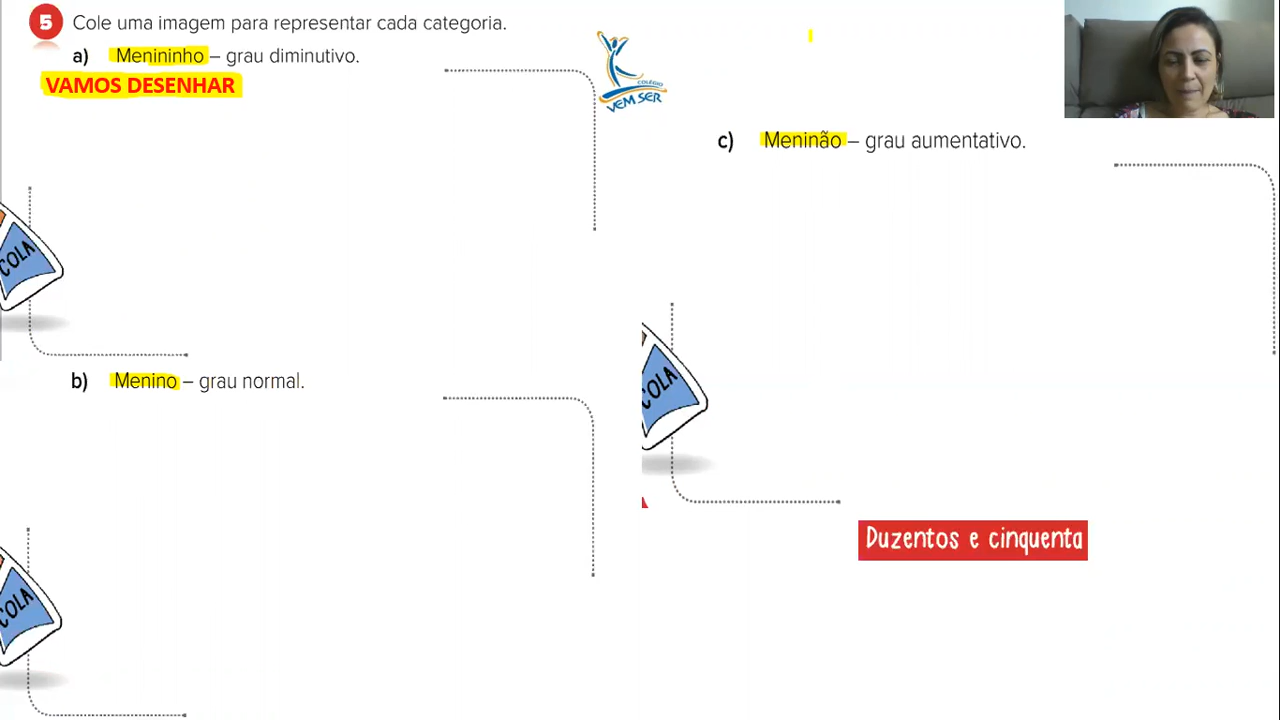 5 Cole uma imagem para representar cada categoria.
a) Menininho – grau diminutivo.
VAMOS DESENHAR
COLÉGIO
VEM SER
COLA
b) Menino – grau normal.
COLA
c) Meninão – grau aumentativo.
COLA
Duzentos e cinquenta